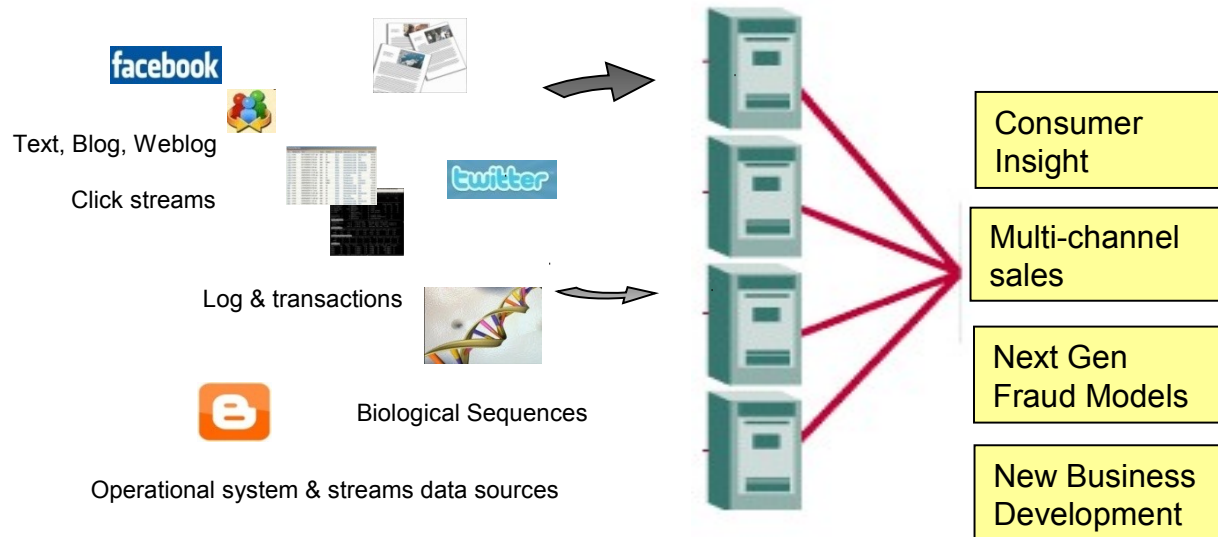 facebook
Text, Blog, Weblog
Click streams
twitter
Log & transactions
Biological Sequences
Operational system & streams data sources
Consumer
Insight
Multi-channel
sales
Next Gen
Fraud Models
New Business
Development